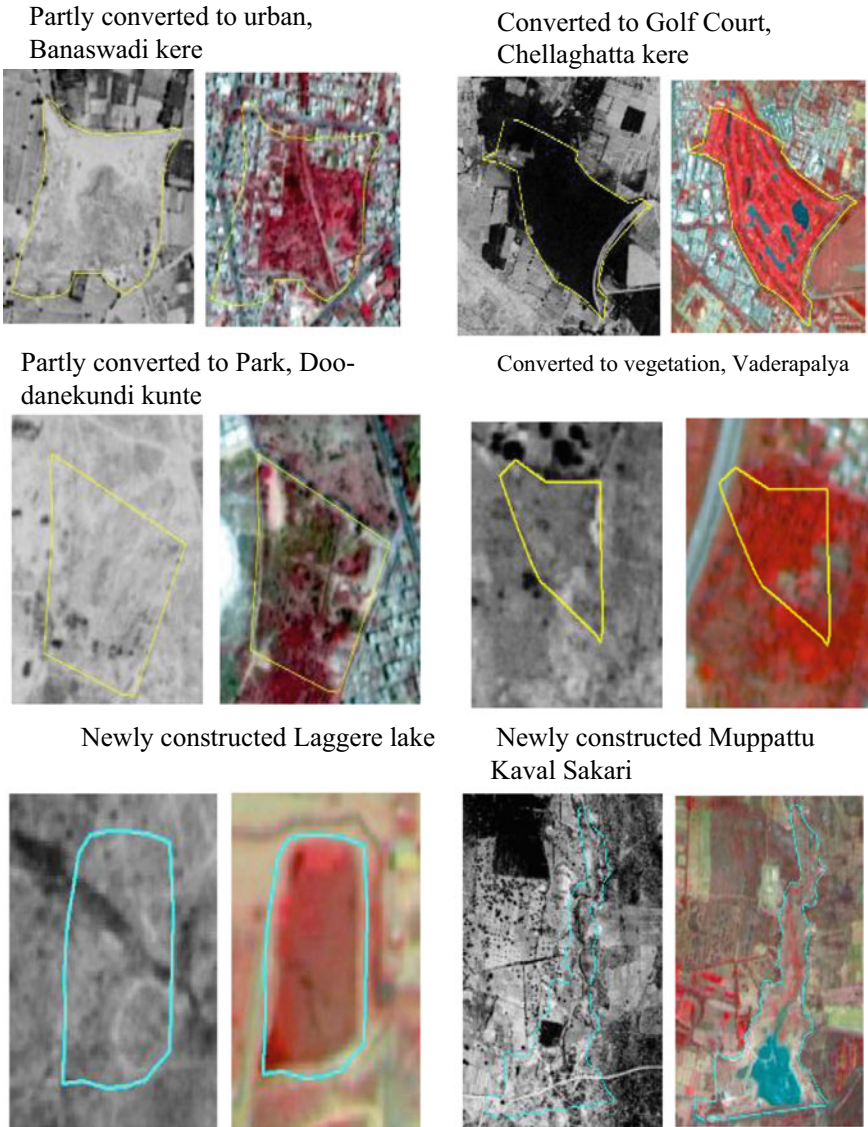 Partly converted to urban,
Banaswadi kere
Converted to Golf Court,
Chellaghatta kere
Partly converted to Park, Doo-
danekundi kunte
Converted to vegetation, Vaderapalya
Newly constructed Laggere lake
Newly constructed Muppattu
Kaval Sakari